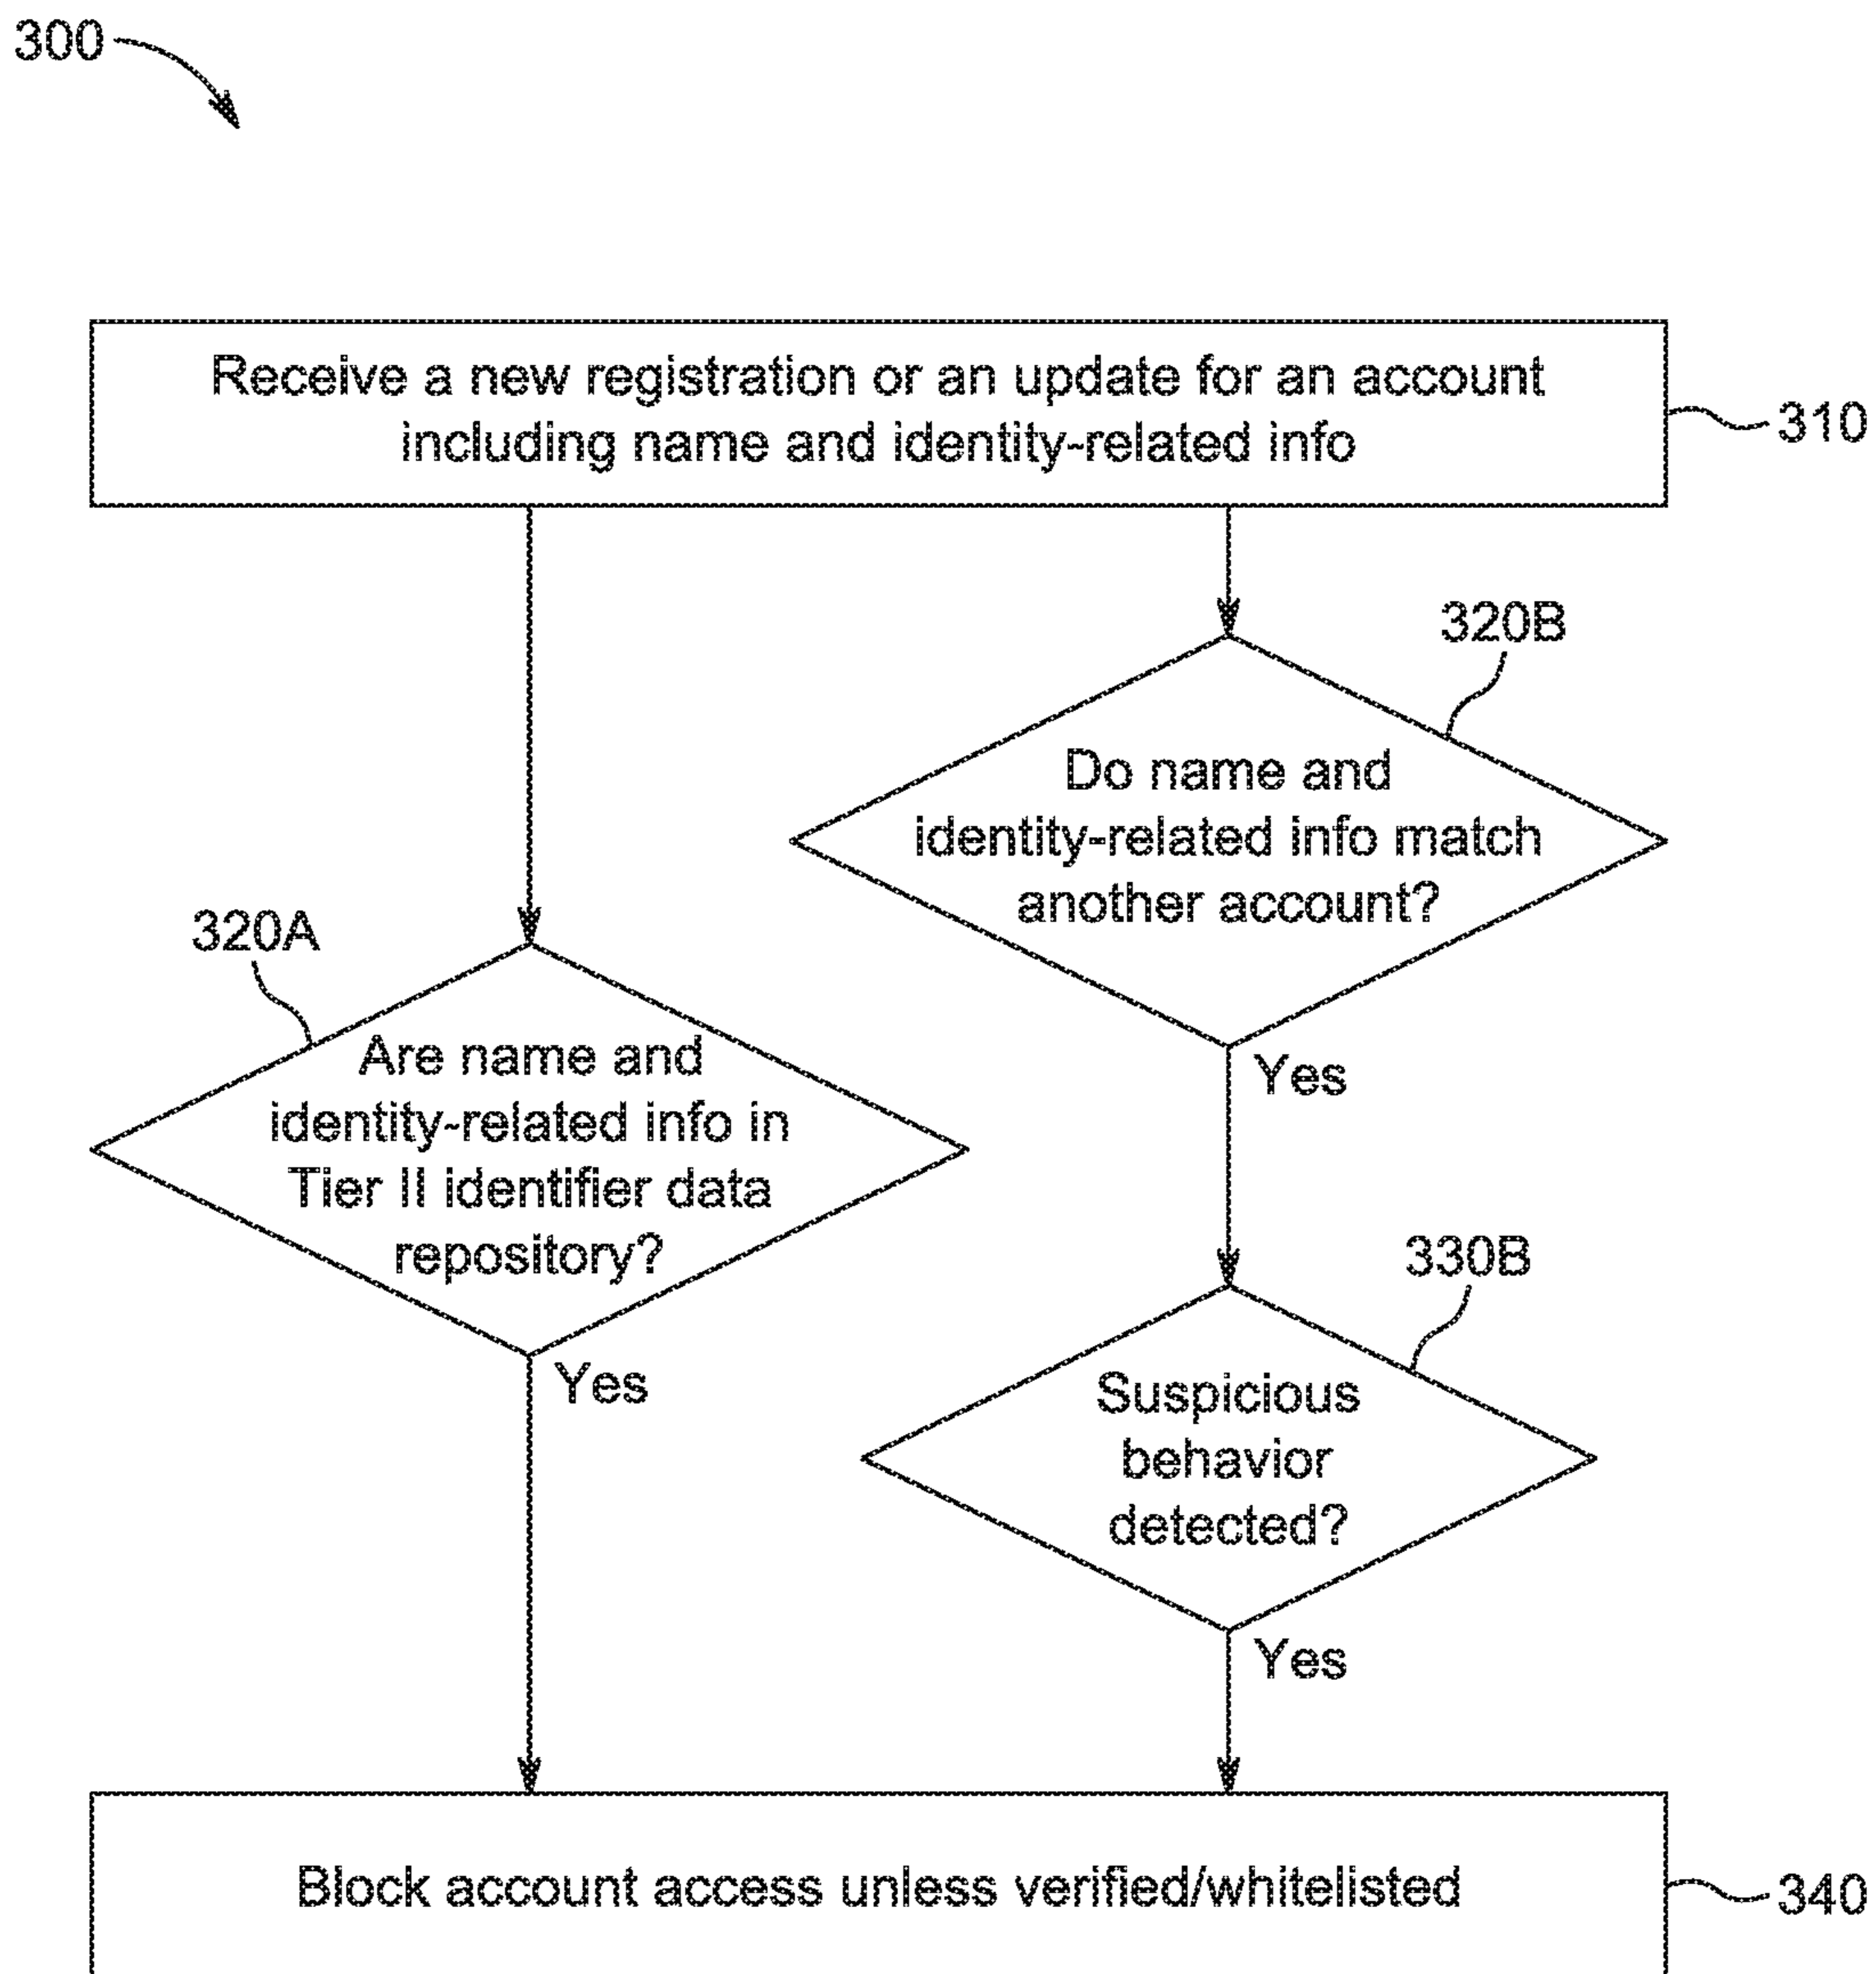 300
Receive a new registration or an update for an account
including name and identity-related info
310
320B
Do name and
identity-related info match
another account?
Yes
320A
Are name and
identity-related info in
Tier II identifier data
repository?
Yes
330B
Suspicious
behavior
detected?
Yes
Block account access unless verified/whitelisted
340